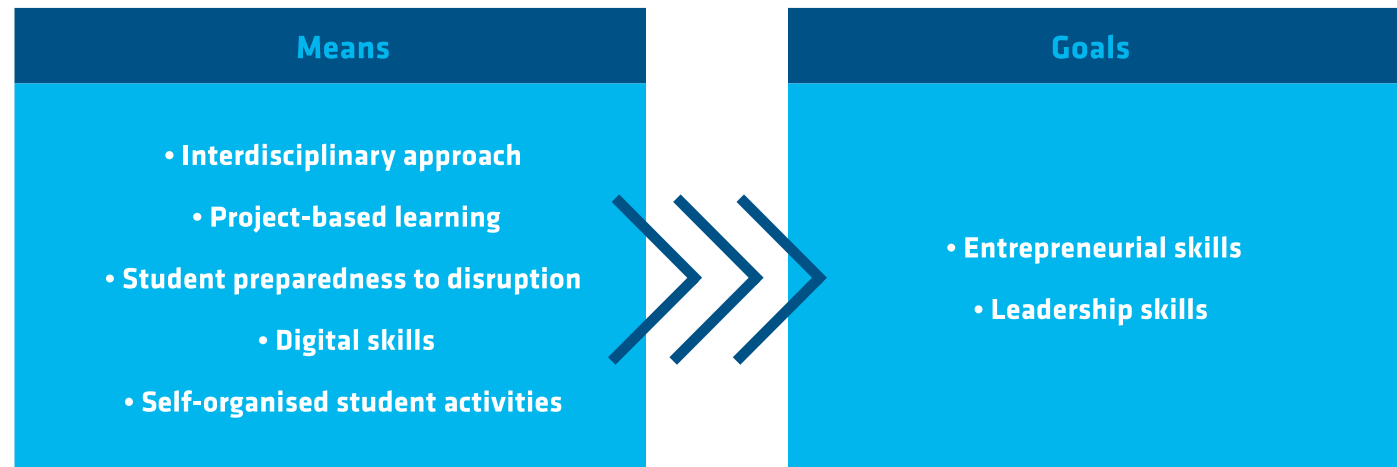 Means
• Interdisciplinary approach
• Project-based learning
• Student preparedness to disruption
• Digital skills
• Self-organised student activities
Goals
• Entrepreneurial skills
• Leadership skills